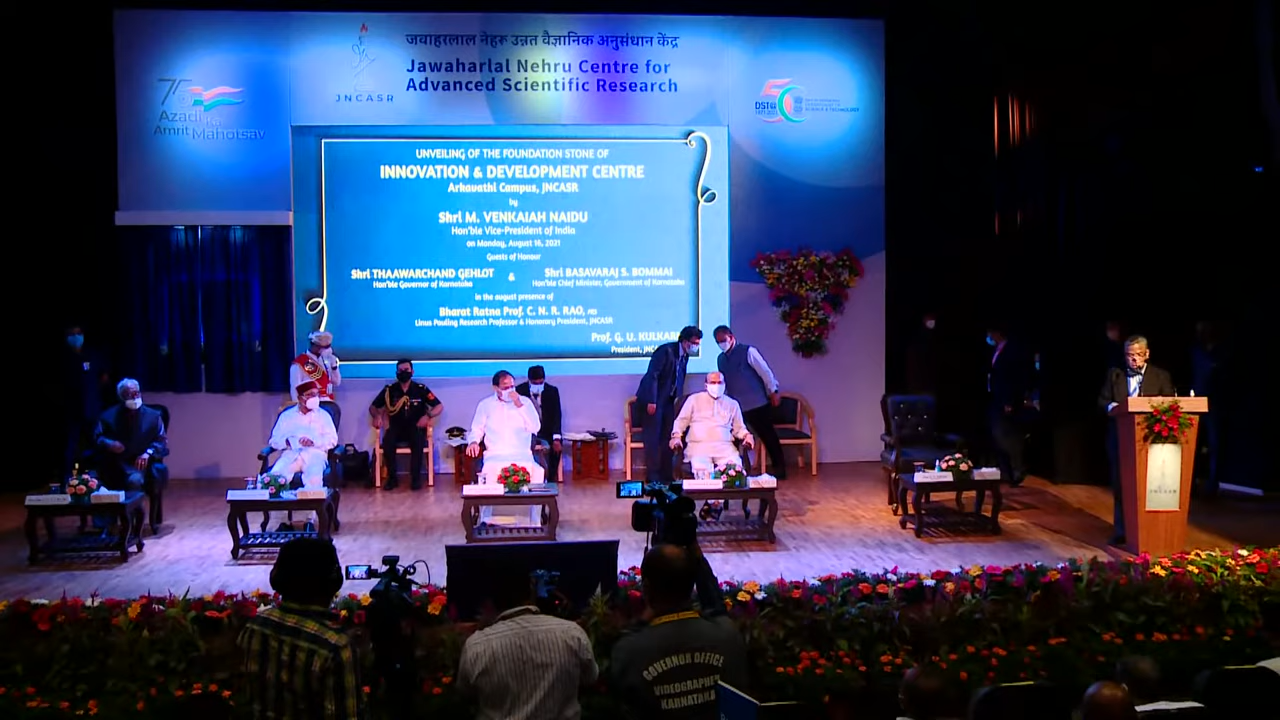 जवाहरलाल नेहरू उन्नत वैज्ञानिक अनुसंधान केंद्र
Jawaharlal Nehru Centre for
Advanced Scientific Research
JNCASR
75
Azadi Ka
Amrit Mahotsav
DST@
UNVEILING OF THE FOUNDATION STONE OF
INNOVATION & DEVELOPMENT CENTRE
Arkavathi Campus, JNCASR
by
Shri M. VENKAIAH NAIDU
Hon'ble Vice-President of India
on Monday, August 16, 2021
Guests of Honour
Shri THAAWARCHAND GEHLOT & Shri BASAVARAJ S. BOMMAI
Hon'ble Governor of Karnataka Hon'ble Chief Minister, Government of Karnataka
in the august presence of
Bharat Ratna Prof. C. N. R. RAO, FRS
Linus Pauling Research Professor & Honorary President, JNCASR
Prof. G. U. KULKAR
President, JNC
JNCASR
GOVERNOR OFFICE
VIDEOGRAPHER
KARNATAKA